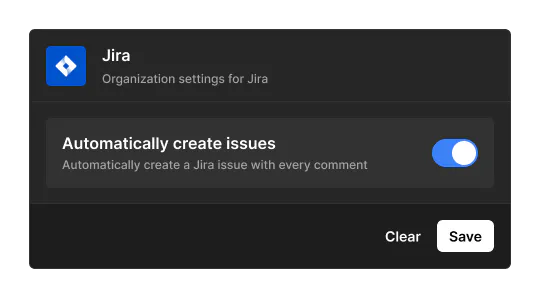 Jira
Organization settings for Jira
Automatically create issues
Automatically create a Jira issue with every comment
Clear
Save